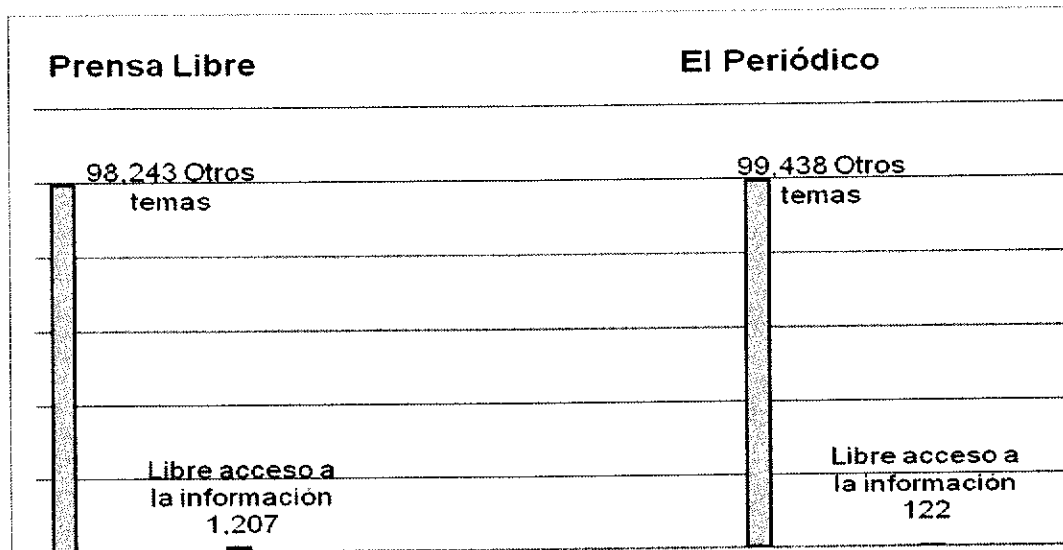 Prensa Libre
El Periódico
98.243 Otros
temas
99.438 Otros
temas
Libre acceso a
la información
1.207
Libre acceso a
la información
122